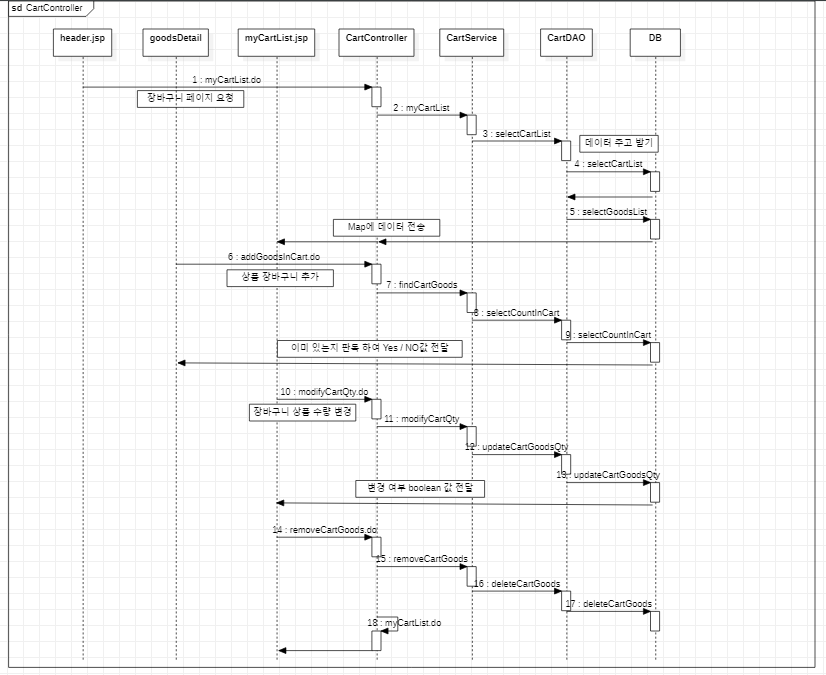 sd CartController
header.jsp
goodsDetail
myCartList.jsp
CartController
CartService
CartDAO
DB
1 : myCartList.do
장바구니 페이지 요청
2 : myCartList
3 : selectCartList
데이터 주고 받기
4 : selectCartList
5 : selectGoodsList
Map에 데이터 전송
6 : addGoodsInCart.do
상품 장바구니 추가
7 : findCartGoods
8 : selectCountInCart
9 : selectCountInCart
이미 있는지 판독 하여 Yes / NO값 전달
10 : modifyCartQty.do
장바구니 상품 수량 변경
11 : modifyCartQty
12 : updateCartGoodsQty
13 : updateCartGoodsQty
변경 여부 boolean 값 전달
14 : removeCartGoods.do
15 : removeCartGoods
16 : deleteCartGoods
17 : deleteCartGoods
18 : myCartList.do